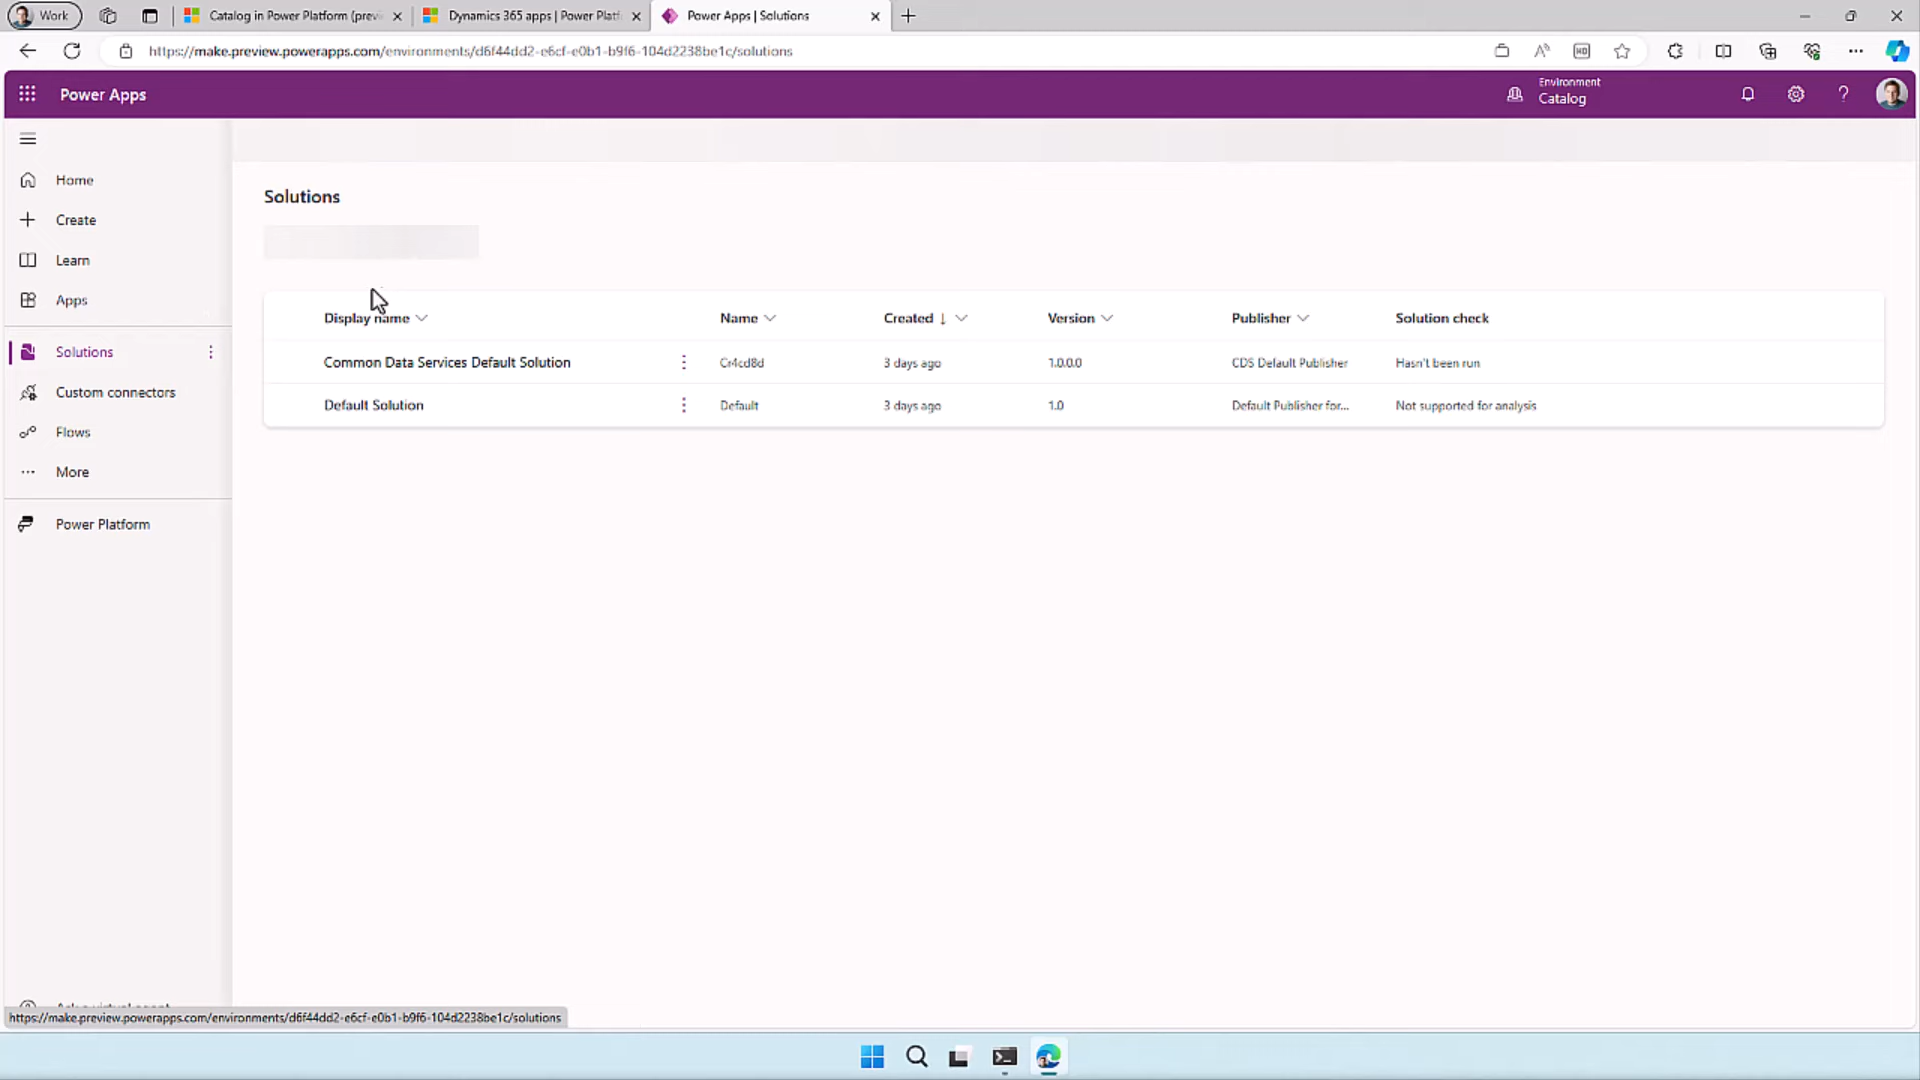 Work
Catalog in Power Platform (previ
Dynamics 365 apps | Power Platf
Power Apps | Solutions
https://make.preview.powerapps.com/environments/d6f44dd2-e6cf-e0b1-b9f6-104d2238be1c/solutions
Power Apps
Environment
Catalog
Home
Create
Learn
Apps
Solutions
Custom connectors
Flows
More
Power Platform
Solutions
Display name
Name
Created ↓
Version
Publisher
Solution check
Common Data Services Default Solution
Cr4cd8d
3 days ago
1.0.0.0
CDS Default Publisher
Hasn't been run
Default Solution
Default
3 days ago
1.0
Default Publisher for...
Not supported for analysis
https://make.preview.powerapps.com/environments/d6f44dd2-e6cf-e0b1-b9f6-104d2238be1c/solutions